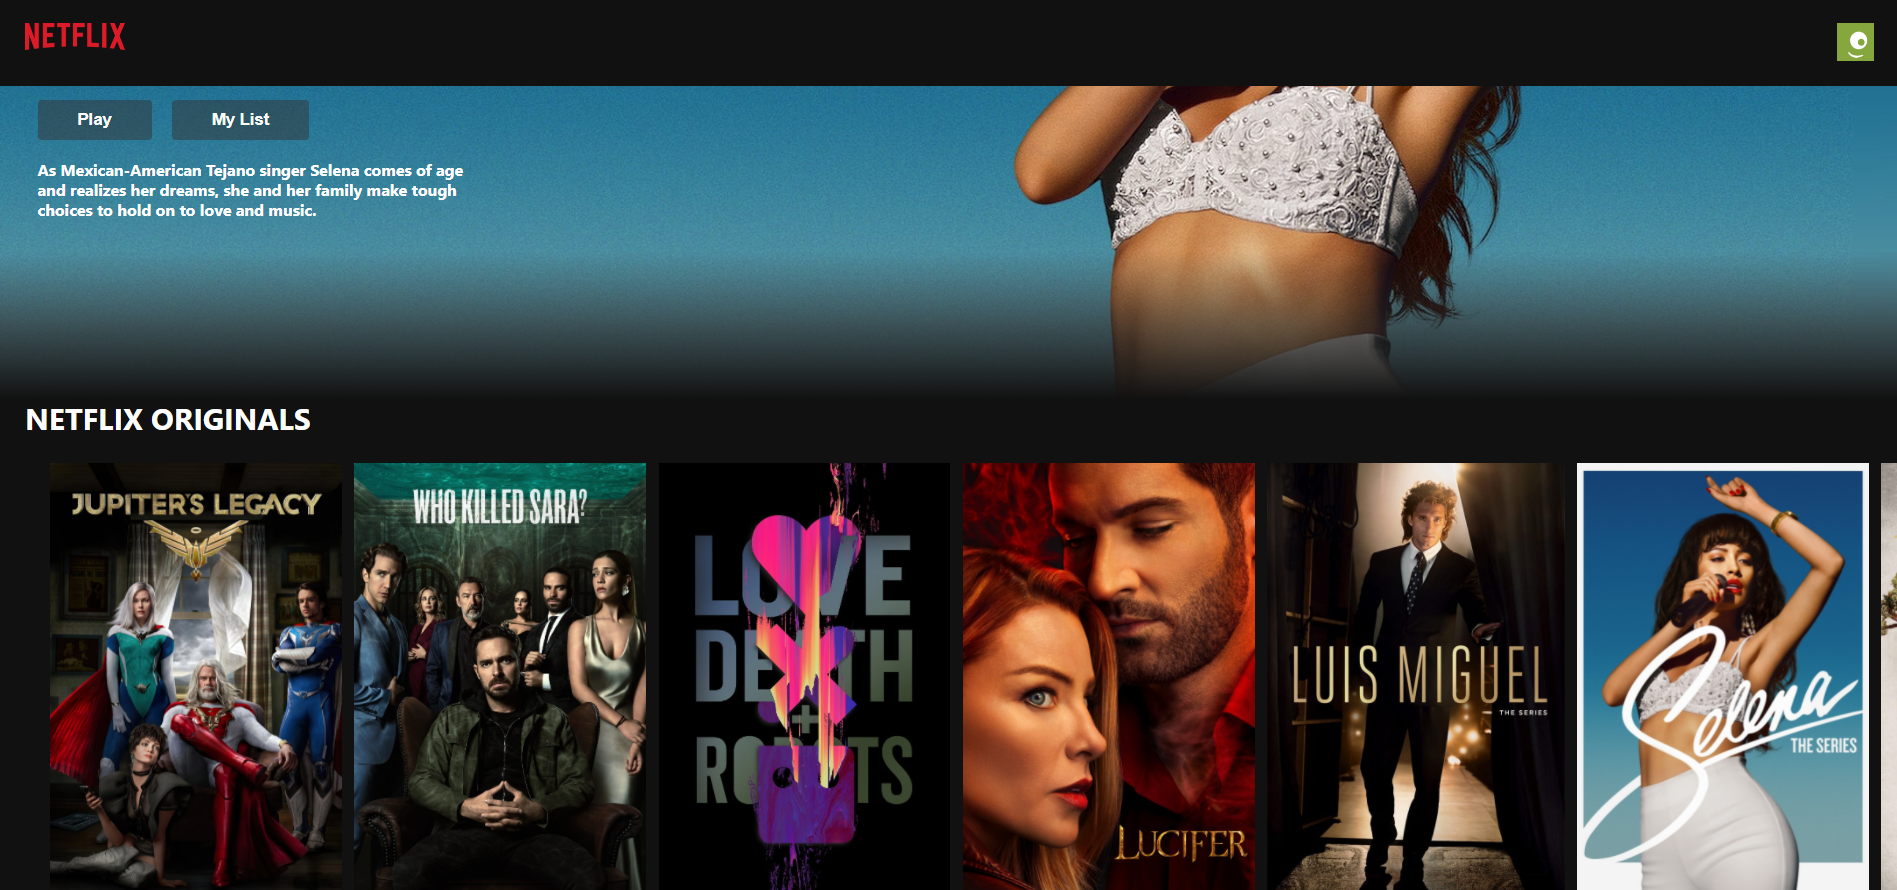 NETFLIX
Play
My List
As Mexican-American Tejano singer Selena comes of age
and realizes her dreams, she and her family make tough
choices to hold on to love and music.
NETFLIX ORIGINALS
JUPITER'S LEGACY
WHO KILLED SARA?
LOVE
DEATH
+
ROBOTS
LUCIFER
LUIS MIGUEL
THE SERIES
Selena
THE SERIES